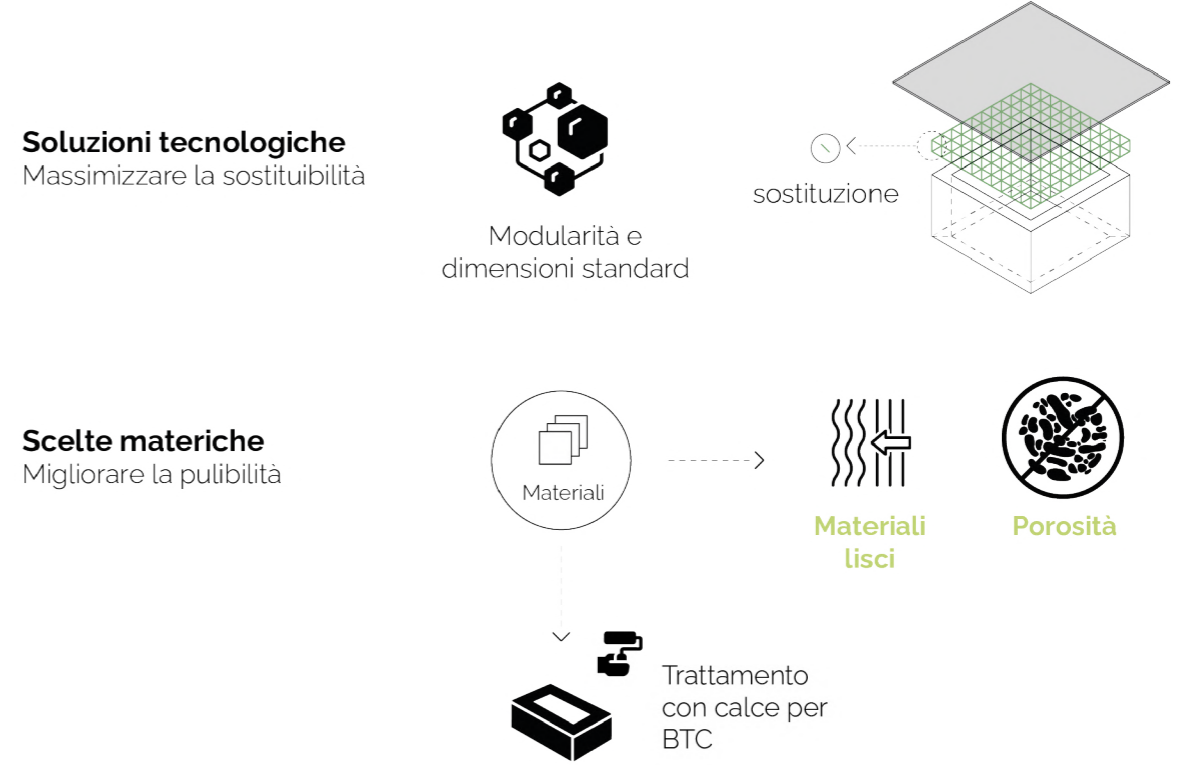 Soluzioni tecnologiche
Massimizzare la sostituibilità
Modularità e
dimensioni standard
sostituzione
Scelte materiche
Migliorare la pulibilità
Materiali
Materiali
lisci
Porosità
Trattamento
con calce per
BTC